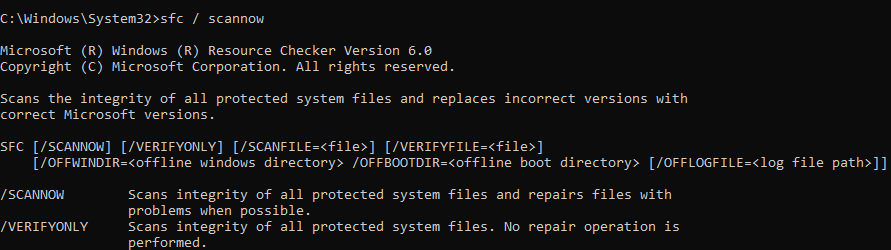 C:\Windows\System32>sfc / scannow
Microsoft (R) Windows (R) Resource Checker Version 6.0
Copyright (C) Microsoft Corporation. All rights reserved.
Scans the integrity of all protected system files and replaces incorrect versions with
correct Microsoft versions.
SFC [/SCANNOW] [/VERIFYONLY] [/SCANFILE=<file>] [/VERIFYFILE=<file>]
[/OFFWINDIR=<offline windows directory> /OFFBOOTDIR=<offline boot directory> [/OFFLOGFILE=<log file path>]]
/SCANNOW Scans integrity of all protected system files and repairs files with
problems when possible.
/VERIFYONLY Scans integrity of all protected system files. No repair operation is
performed.